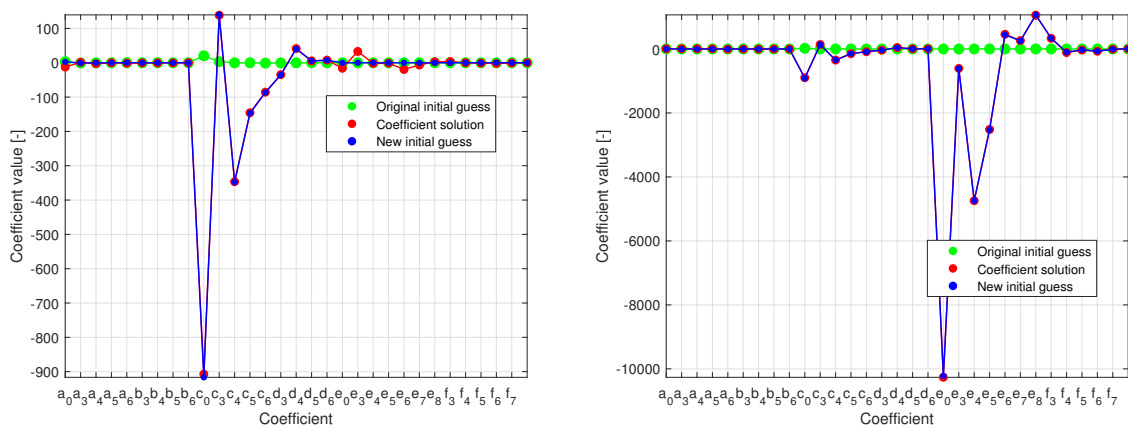 100
0
-100
-200
-300
-400
-500
-600
-700
-800
-900
Coefficient value [-]
Original initial guess
Coefficient solution
New initial guess
a₀ a₃ a₄ a₅ a₆ b₃ b₄ b₅ b₆ c₀ c₃ c₄ c₅ c₆ d₃ d₄ d₅ d₆ e₀ e₃ e₄ e₅ e₆ e₇ e₈ f₃ f₄ f₅ f₆ f₇
Coefficient
0
-2000
-4000
-6000
-8000
-10000
Coefficient value [-]
Original initial guess
Coefficient solution
New initial guess
a₀ a₃ a₄ a₅ a₆ b₃ b₄ b₅ b₆ c₀ c₃ c₄ c₅ c₆ d₃ d₄ d₅ d₆ e₀ e₃ e₄ e₅ e₆ e₇ e₈ f₃ f₄ f₅ f₆ f₇
Coefficient